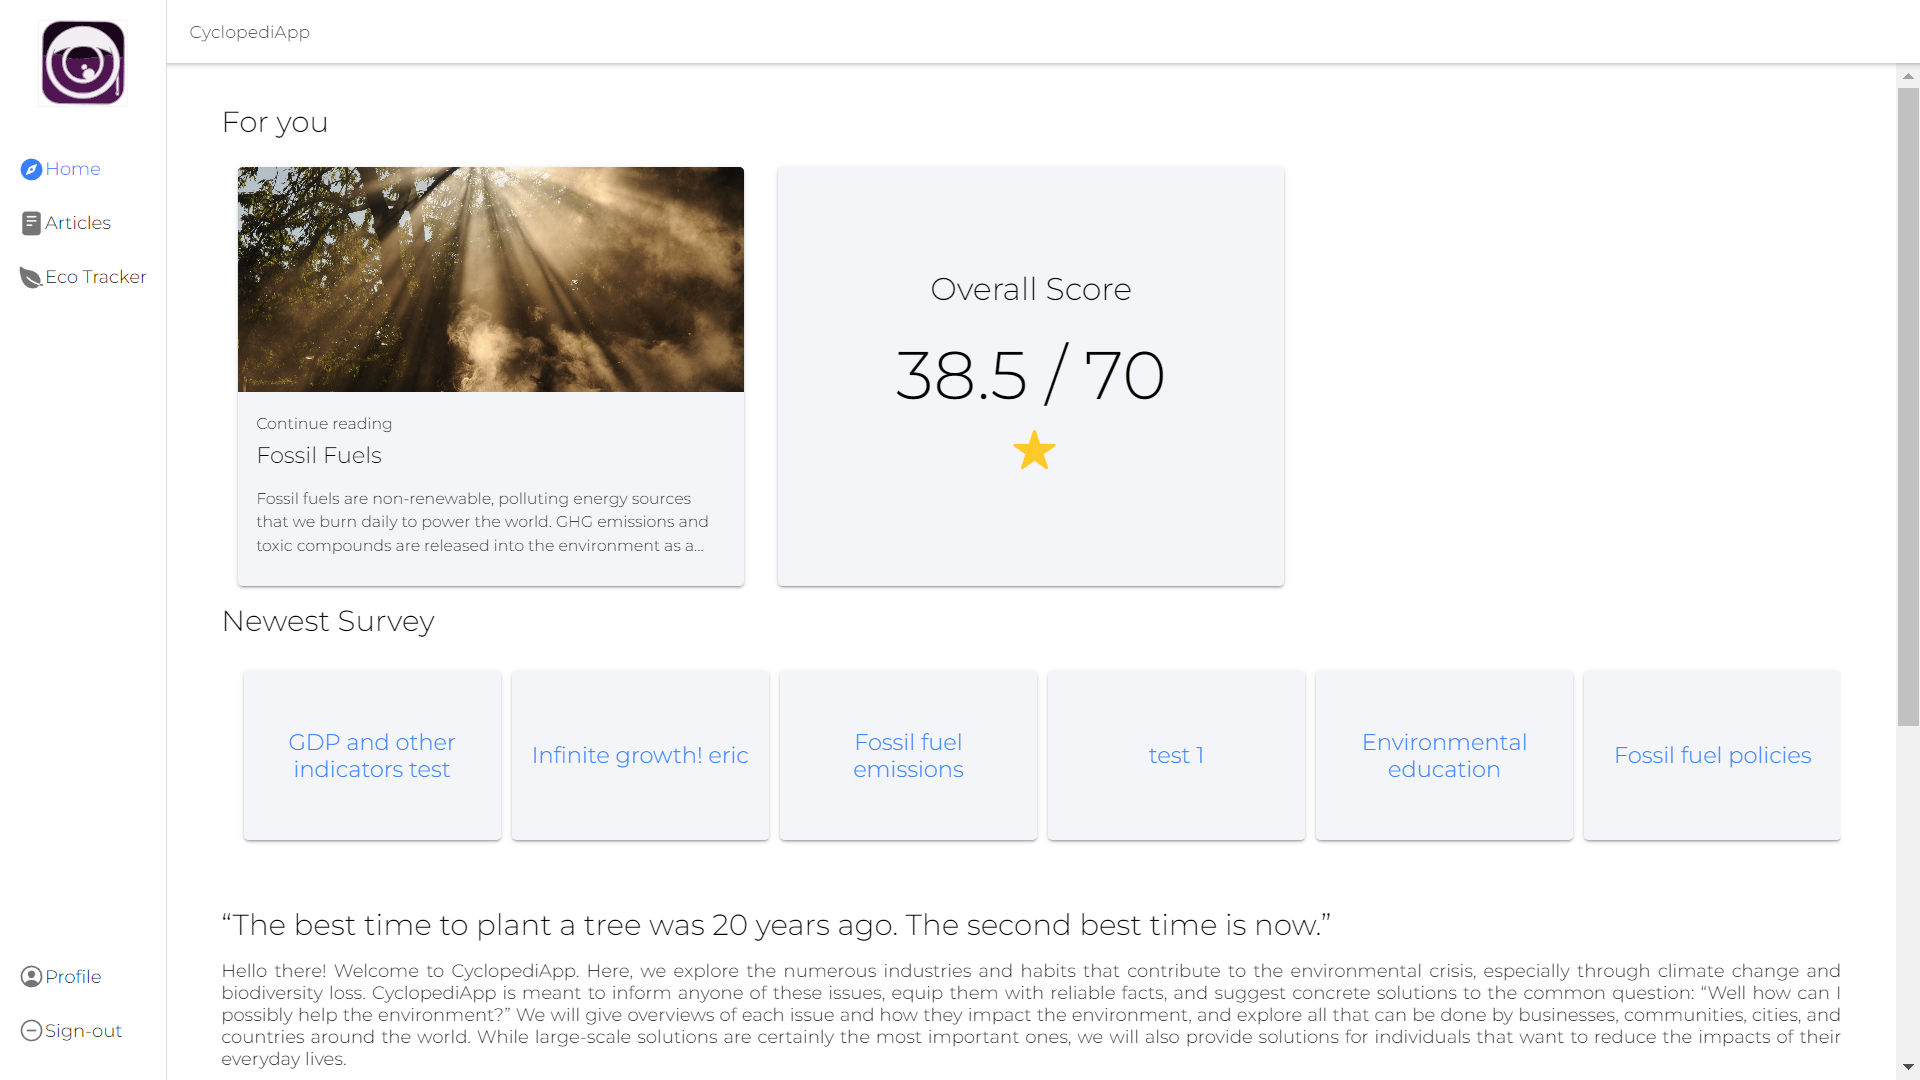 CyclopediApp
Home
Articles
Eco Tracker
Profile
Sign-out
For you
Continue reading
Fossil Fuels
Fossil fuels are non-renewable, polluting energy sources
that we burn daily to power the world. GHG emissions and
toxic compounds are released into the environment as a...
Overall Score
38.5 / 70
Newest Survey
GDP and other
indicators test
Infinite growth! eric
Fossil fuel
emissions
test 1
Environmental
education
Fossil fuel policies
“The best time to plant a tree was 20 years ago. The second best time is now.”
Hello there! Welcome to CyclopediApp. Here, we explore the numerous industries and habits that contribute to the environmental crisis, especially through climate change and
biodiversity loss. CyclopediApp is meant to inform anyone of these issues, equip them with reliable facts, and suggest concrete solutions to the common question: “Well how can I
possibly help the environment?” We will give overviews of each issue and how they impact the environment, and explore all that can be done by businesses, communities, cities, and
countries around the world. While large-scale solutions are certainly the most important ones, we will also provide solutions for individuals that want to reduce the impacts of their
everyday lives.